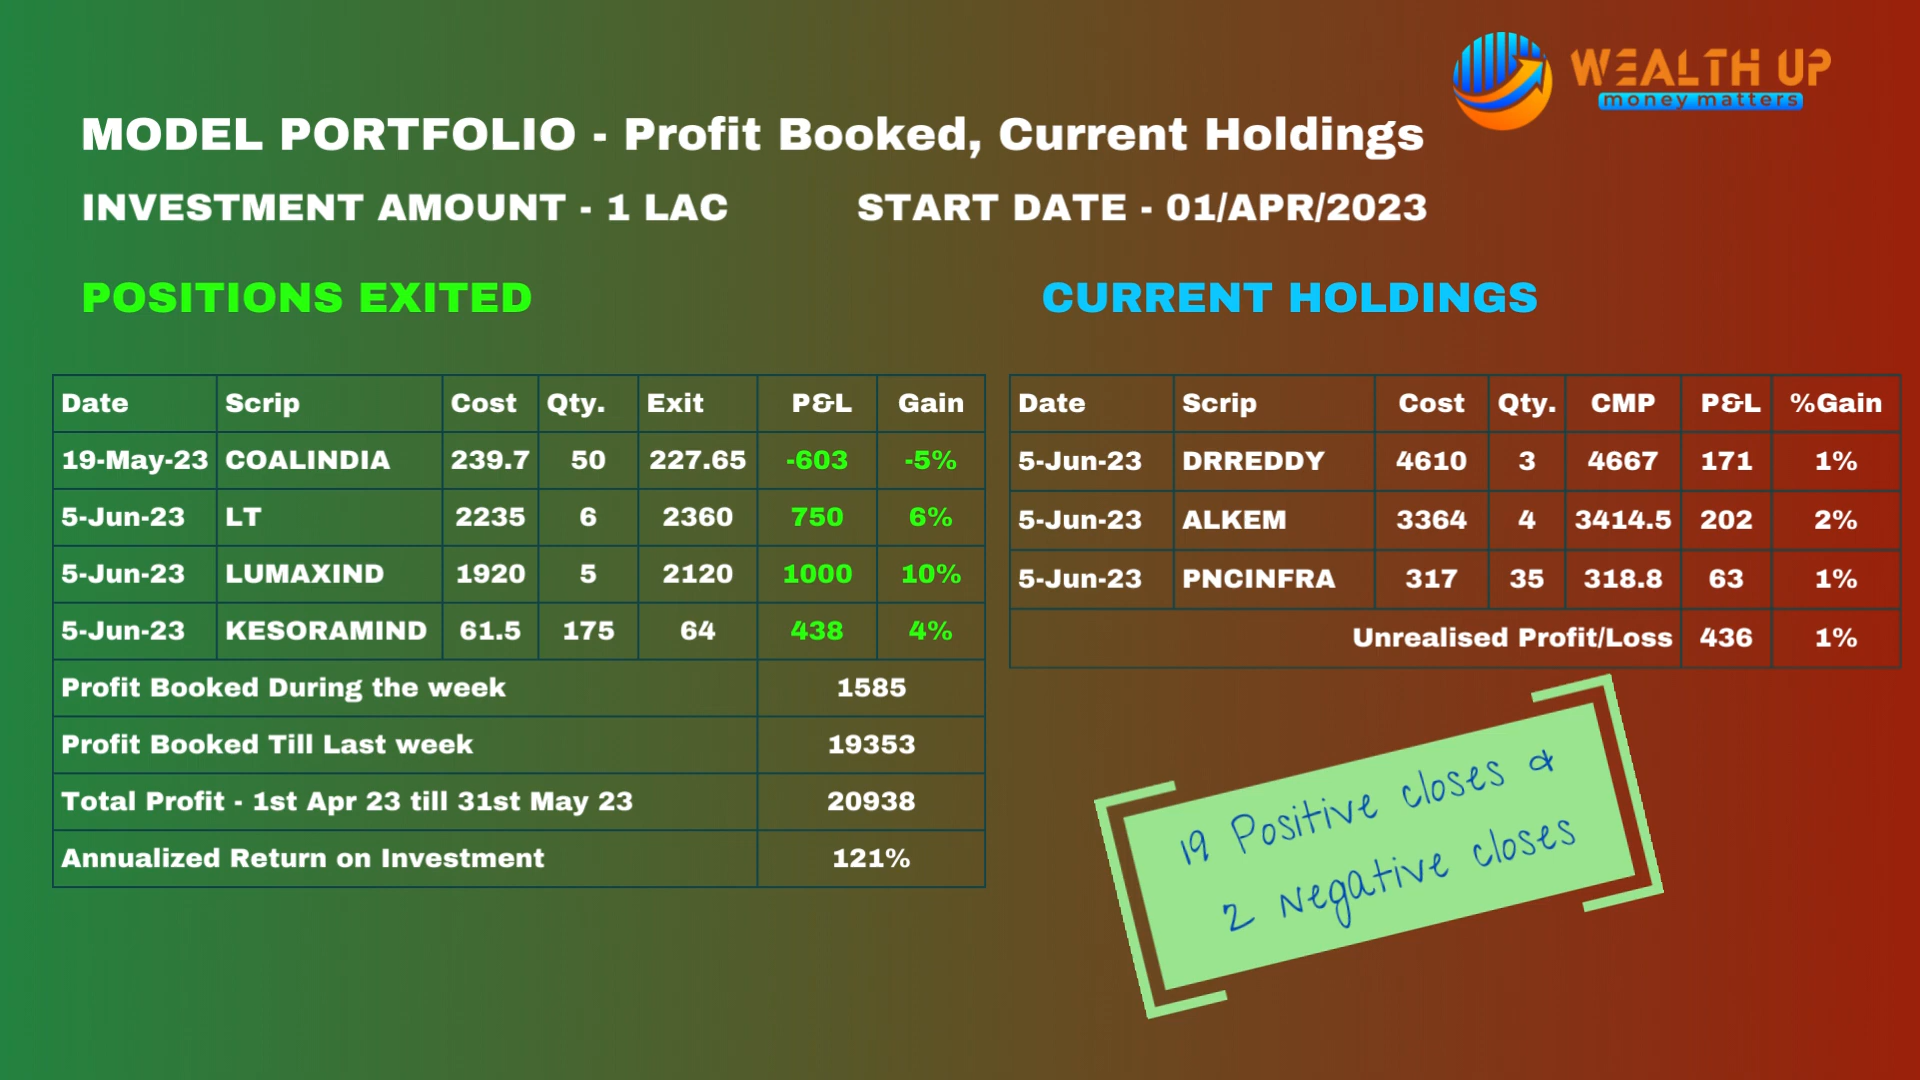 WEALTH UP
money matters
MODEL PORTFOLIO - Profit Booked, Current Holdings
INVESTMENT AMOUNT - 1 LAC START DATE - 01/APR/2023
POSITIONS EXITED
Date Scrip Cost Qty. Exit P&L Gain
19-May-23 COALINDIA 239.7 50 227.65 -603 -5%
5-Jun-23 LT 2235 6 2360 750 6%
5-Jun-23 LUMAXIND 1920 5 2120 1000 10%
5-Jun-23 KESORAMIND 61.5 175 64 438 4%
Profit Booked During the week 1585
Profit Booked Till Last week 19353
Total Profit - 1st Apr 23 till 31st May 23 20938
Annualized Return on Investment 121%
CURRENT HOLDINGS
Date Scrip Cost Qty. CMP P&L %Gain
5-Jun-23 DRREDDY 4610 3 4667 171 1%
5-Jun-23 ALKEM 3364 4 3414.5 202 2%
5-Jun-23 PNCINFRA 317 35 318.8 63 1%
Unrealised Profit/Loss 436 1%
19 Positive closes &
2 Negative closes